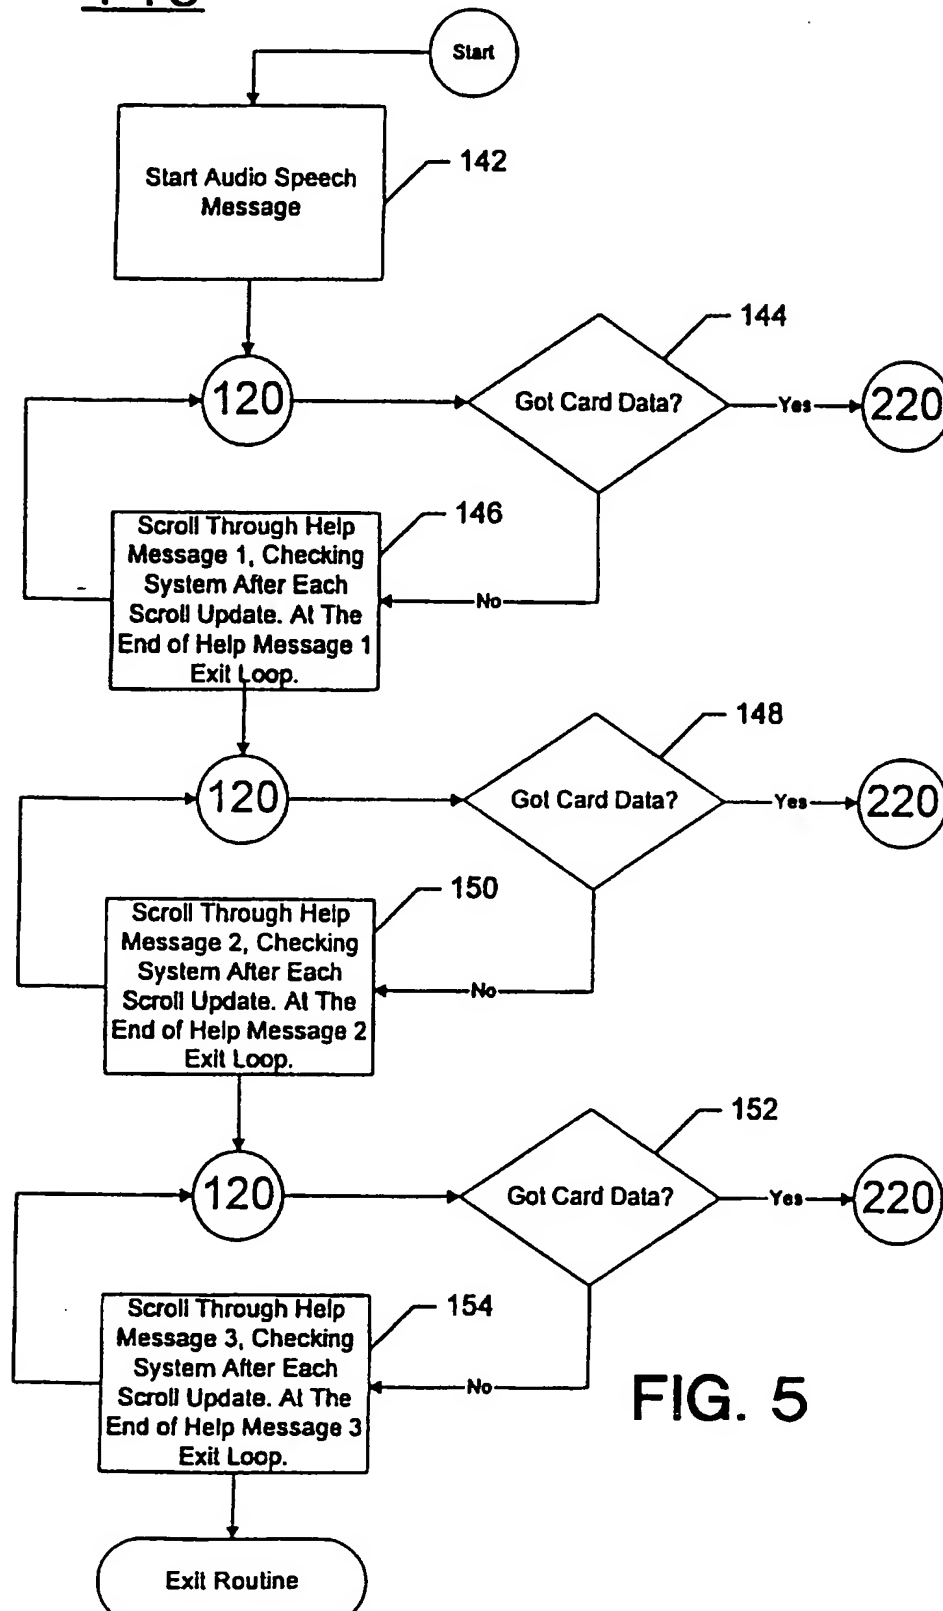 Start
Start Audio Speech
Message
142
144
120
Got Card Data?
Yes
220
146
Scroll Through Help
Message 1, Checking
System After Each
Scroll Update. At The
End of Help Message 1
Exit Loop.
No
148
120
Got Card Data?
Yes
220
150
Scroll Through Help
Message 2, Checking
System After Each
Scroll Update. At The
End of Help Message 2
Exit Loop.
No
152
120
Got Card Data?
Yes
220
154
Scroll Through Help
Message 3, Checking
System After Each
Scroll Update. At The
End of Help Message 3
Exit Loop.
No
FIG. 5
Exit Routine